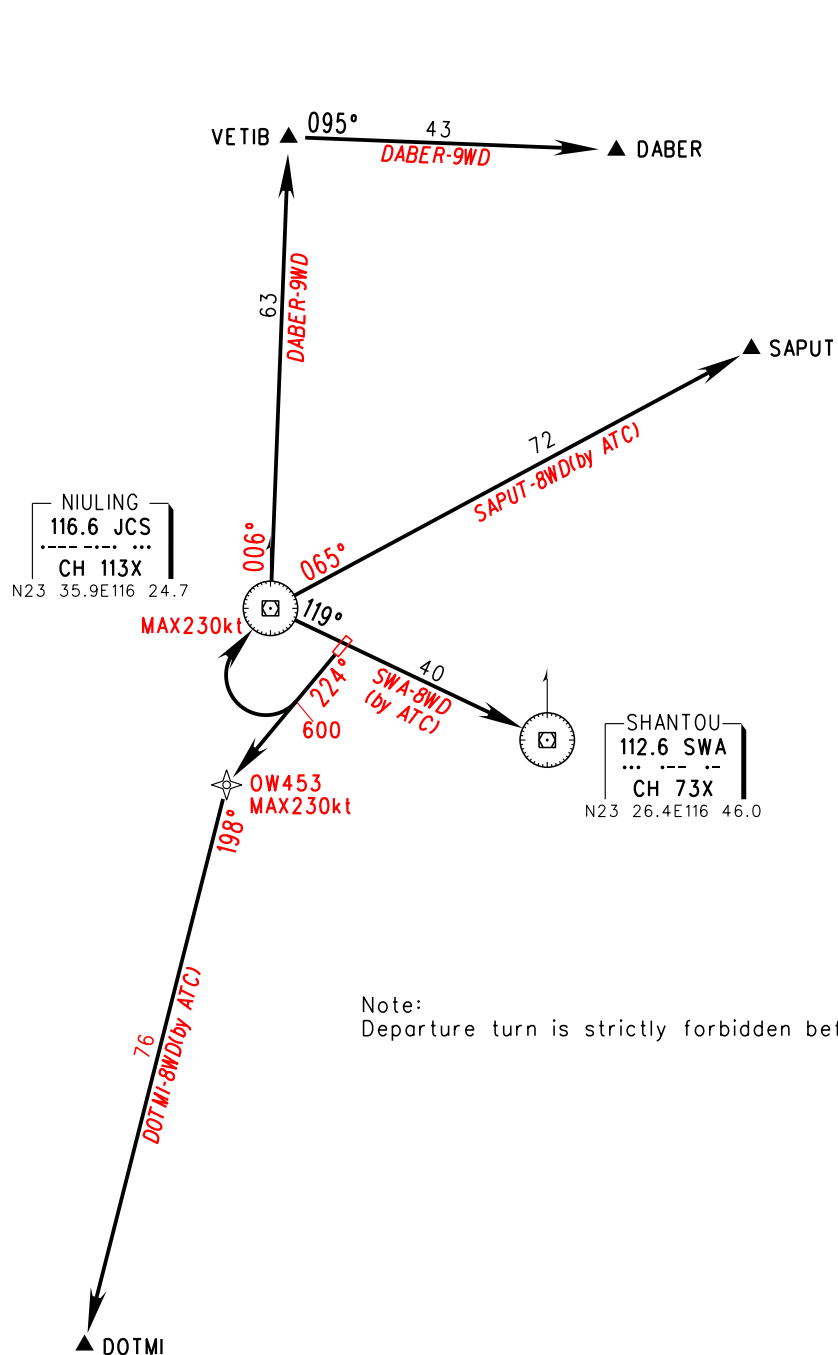 VETIB
095°
43
DABER-9WD
DABER
63
DABER-9WD
SAPUT
72
SAPUT-8WD(by ATC)
NIULING
116.6 JCS
·--- -·-· ···
CH 113X
N23 35.9E116 24.7
006°
065°
MAX230kt
119°
40
SWA-8WD
(by ATC)
224°
600
SHANTOU
112.6 SWA
··· ·-- ·-
CH 73X
N23 26.4E116 46.0
OW453
MAX230kt
198°
76
DOTMI-8WD(by ATC)
Note:
Departure turn is strictly forbidden bef
DOTMI